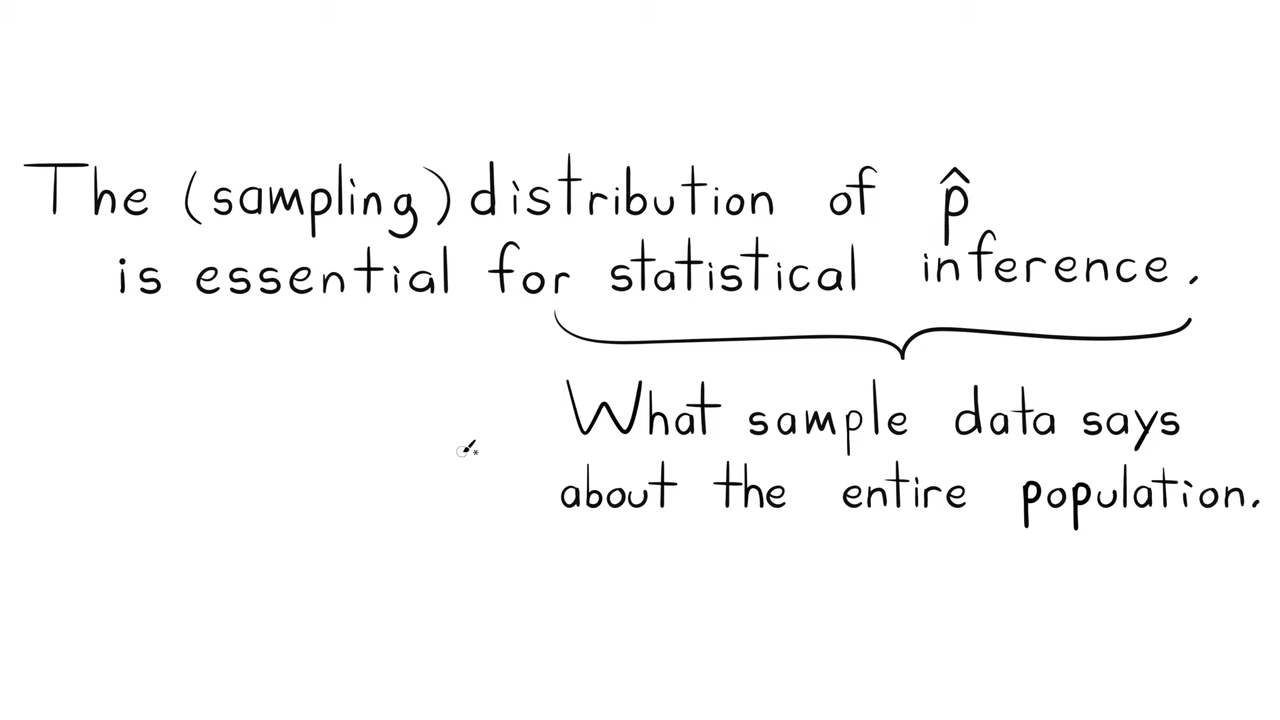 The (sampling) distribution of p̂
is essential for statistical inference.
What sample data says
about the entire population.